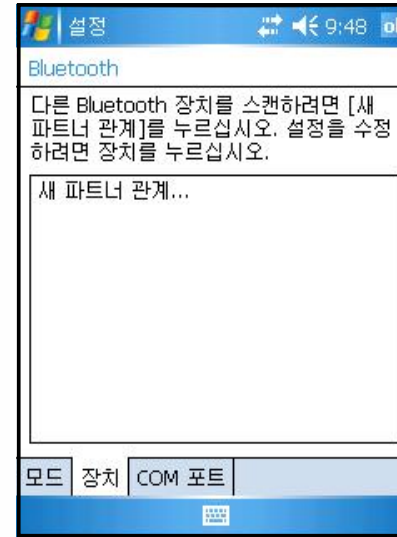 설정 9:48
Bluetooth
다른 Bluetooth 장치를 스캔하려면 [새
파트너 관계]를 누르십시오. 설정을 수정
하려면 장치를 누르십시오.
새 파트너 관계...
모드 장치 COM 포트